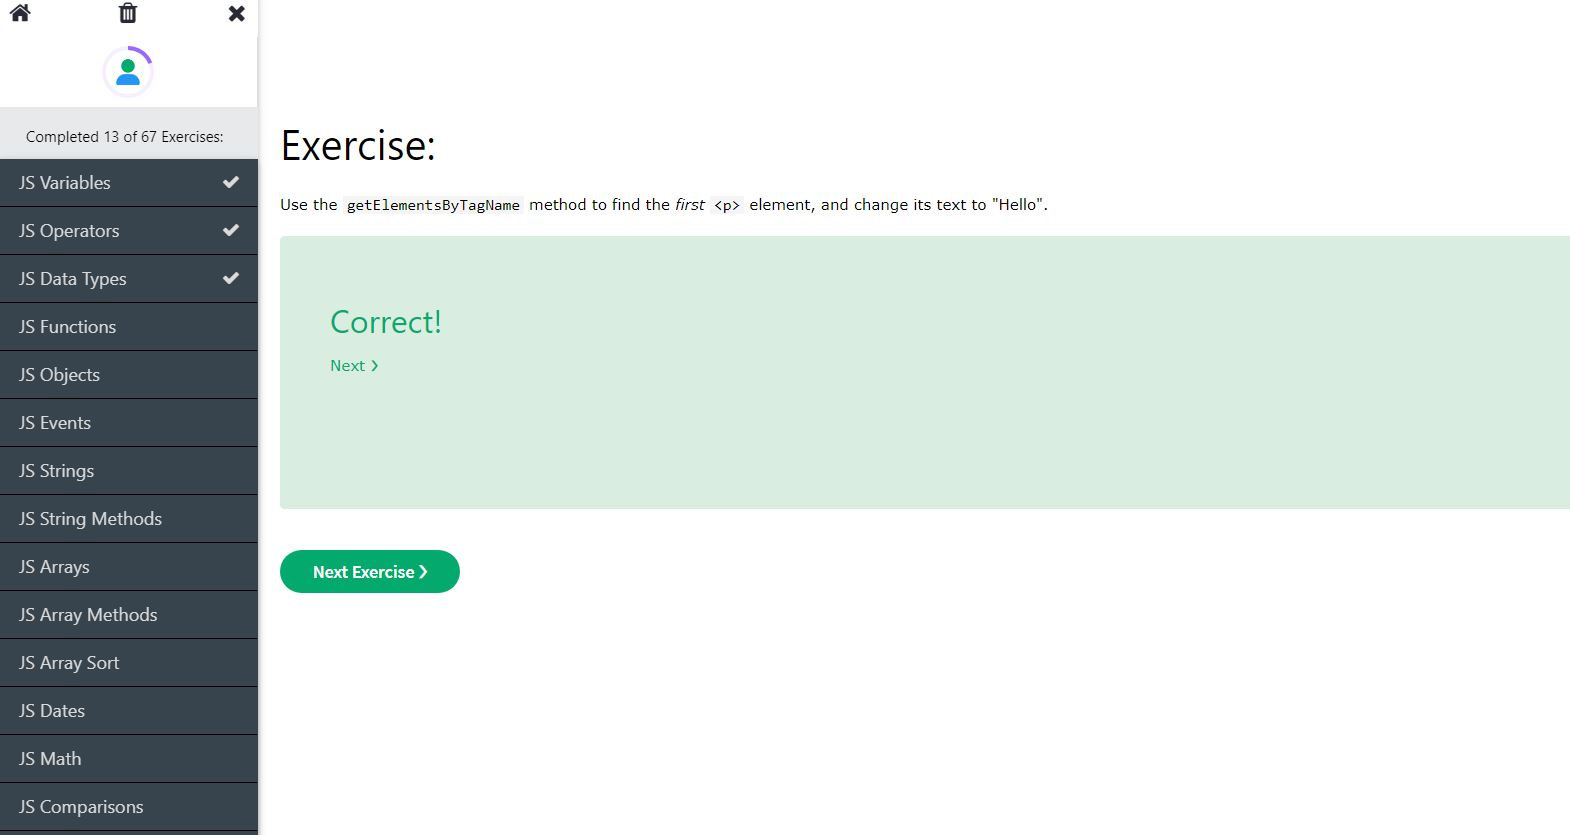 Completed 13 of 67 Exercises:
JS Variables
JS Operators
JS Data Types
JS Functions
JS Objects
JS Events
JS Strings
JS String Methods
JS Arrays
JS Array Methods
JS Array Sort
JS Dates
JS Math
JS Comparisons
Exercise:
Use the getElementsByTagName method to find the first <p> element, and change its text to "Hello".
Correct!
Next ❯
Next Exercise ❯